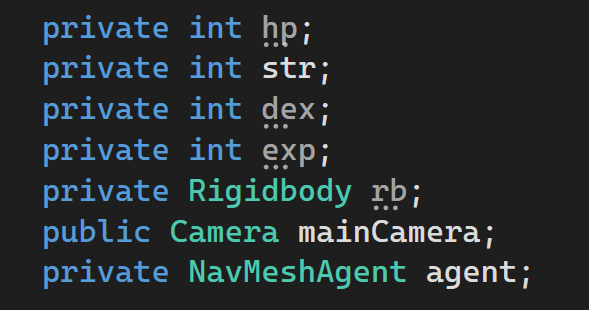 private int hp;
private int str;
private int dex;
private int exp;
private Rigidbody rb;
public Camera mainCamera;
private NavMeshAgent agent;